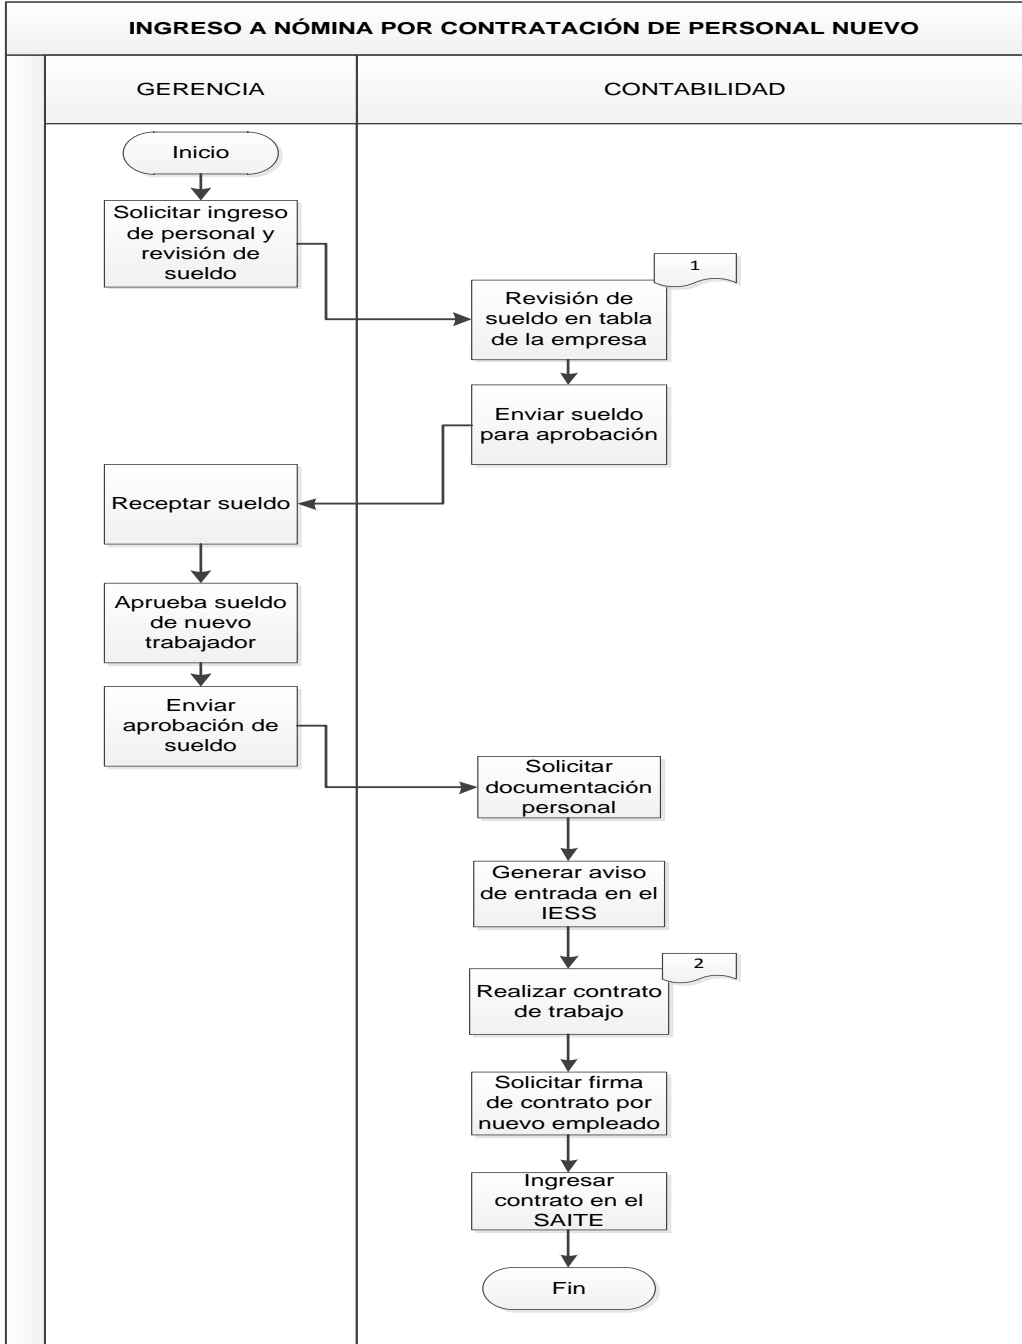 INGRESO A NÓMINA POR CONTRATACIÓN DE PERSONAL NUEVO
GERENCIA
CONTABILIDAD
Inicio
Solicitar ingreso
de personal y
revisión de
sueldo
1
Revisión de
sueldo en tabla
de la empresa
Enviar sueldo
para aprobación
Receptar sueldo
Aprueba sueldo
de nuevo
trabajador
Enviar
aprobación de
sueldo
Solicitar
documentación
personal
Generar aviso
de entrada en el
IESS
2
Realizar contrato
de trabajo
Solicitar firma
de contrato por
nuevo empleado
Ingresar
contrato en el
SAITE
Fin